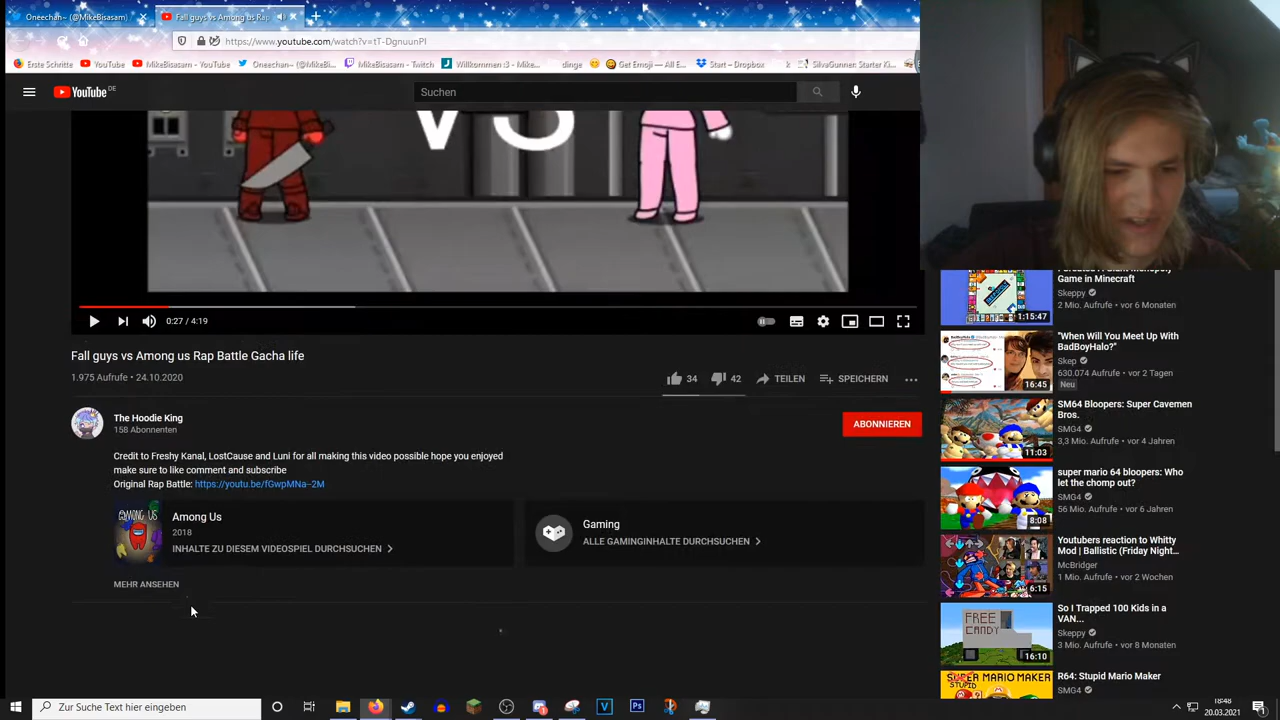 Oneechan~ (@MikeBisasam)
Fall guys vs Among us Rap
https://www.youtube.com/watch?v=tT-DgnuunPI
Erste Schritte
YouTube
MikeBisasam - YouTube
Oneechan~ (@MikeBi...
MikeBisasam - Twitch
Willkommen :3 - Mike...
dinge
Get Emoji — All E...
Start – Dropbox
k
SilvaGunner: Starter Ki...
YouTube DE
Suchen
VS
0:27 / 4:19
Fall guys vs Among us Rap Battle Gacha life
1.975 Aufrufe • 24.10.2020
42
TEILEN
SPEICHERN
The Hoodie King
158 Abonnenten
ABONNIEREN
Credit to Freshy Kanal, LostCause and Luni for all making this video possible hope you enjoyed
make sure to like comment and subscribe
Original Rap Battle: https://youtu.be/fGwpMNa--2M
AMONG US
Among Us
2018
INHALTE ZU DIESEM VIDEOSPIEL DURCHSUCHEN
Gaming
ALLE GAMINGINHALTE DURCHSUCHEN
MEHR ANSEHEN
Game in Minecraft
Skeppy
2 Mio. Aufrufe • vor 6 Monaten
1:15:47
"When Will You Meet Up With
BadBoyHalo?"
Skep
630.074 Aufrufe • vor 2 Tagen
Neu
16:45
SM64 Bloopers: Super Cavemen
Bros.
SMG4
3,3 Mio. Aufrufe • vor 4 Jahren
11:03
super mario 64 bloopers: Who
let the chomp out?
SMG4
56 Mio. Aufrufe • vor 6 Jahren
8:08
Youtubers reaction to Whitty
Mod | Ballistic (Friday Night...
McBridger
1 Mio. Aufrufe • vor 2 Wochen
6:15
So I Trapped 100 Kids in a
VAN...
Skeppy
3 Mio. Aufrufe • vor 8 Monaten
FREE
CANDY
16:10
R64: Stupid Mario Maker
SMG4
SUPER MARIO MAKER
STUPID
Zur Suche Text hier eingeben
18:48
20.03.2021